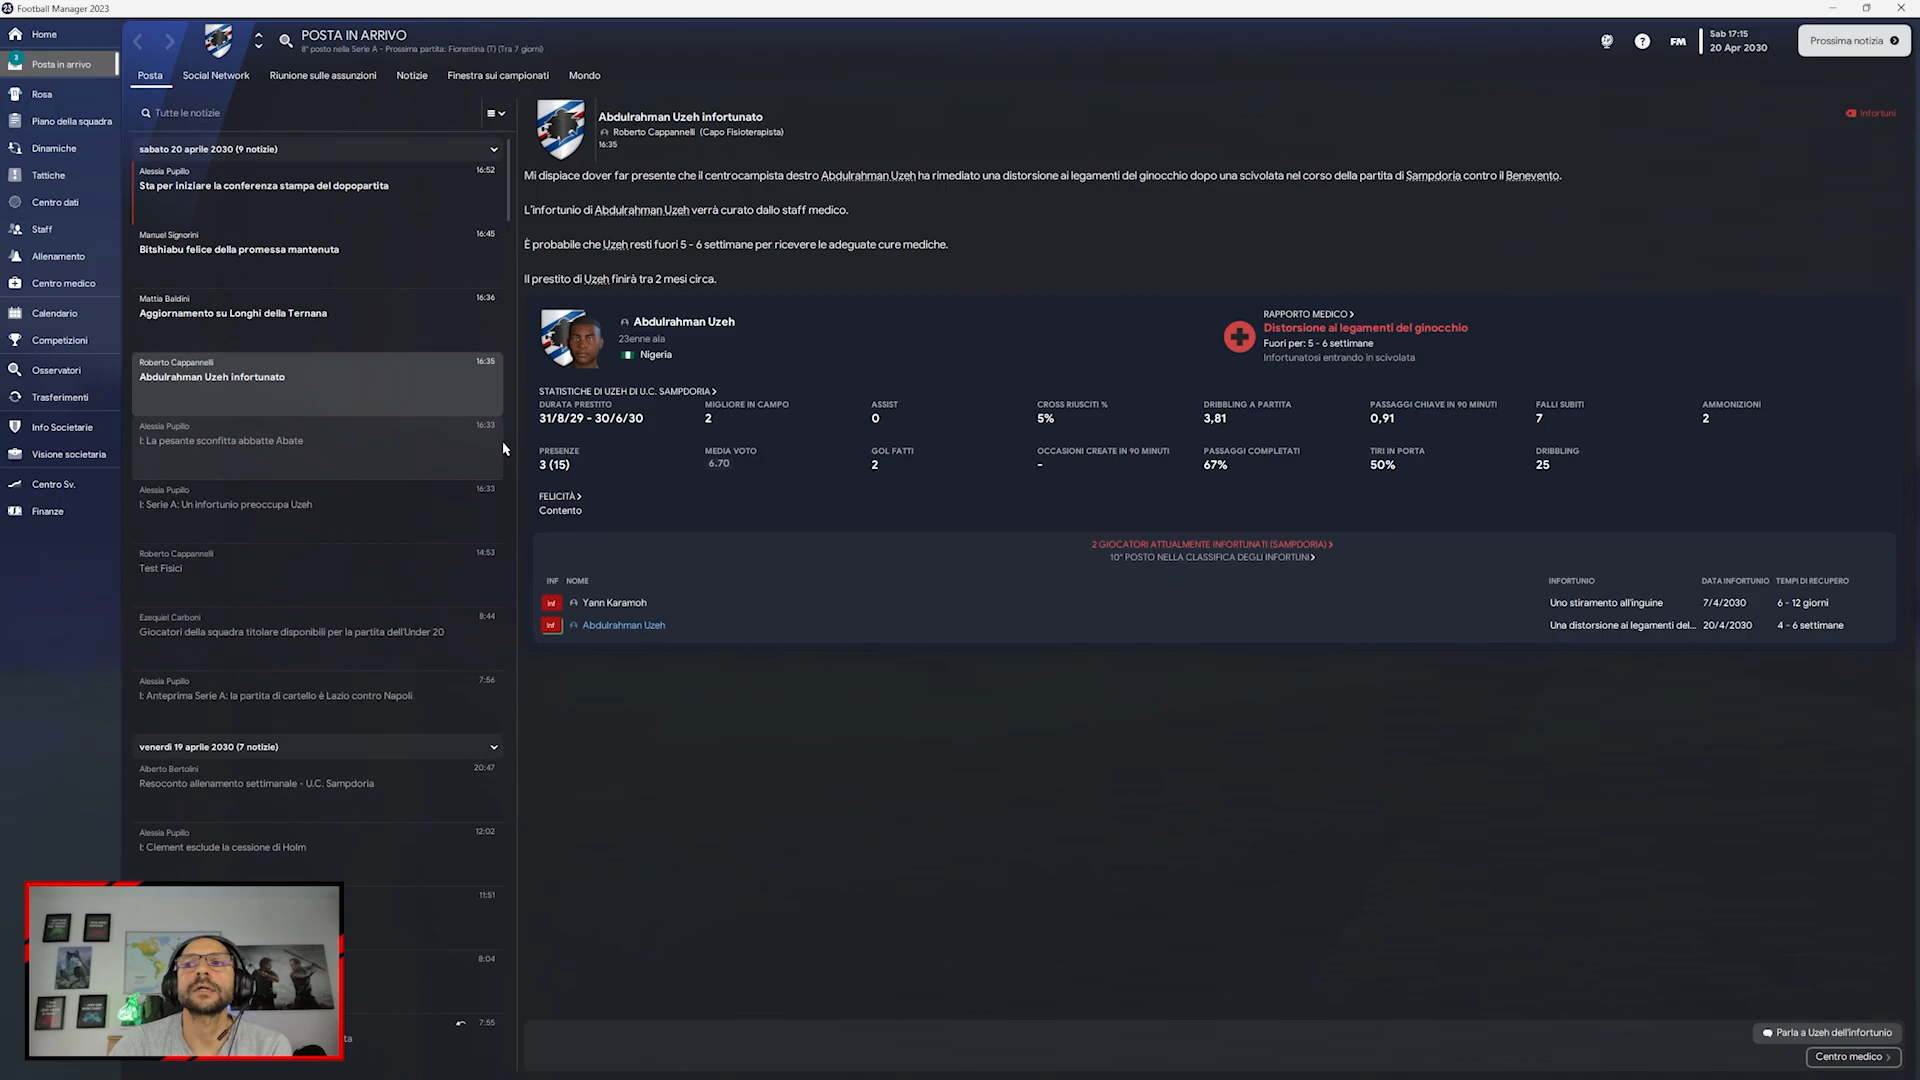 Football Manager 2023
Home
3
Posta in arrivo
Rosa
Piano della squadra
Dinamiche
Tattiche
Centro dati
Staff
Allenamento
Centro medico
Calendario
Competizioni
Osservatori
Trasferimenti
Info Societarie
Visione societaria
Centro Sv.
Finanze
POSTA IN ARRIVO
8° posto nella Serie A - Prossima partita: Fiorentina (T) (Tra 7 giorni)
FM
Sab 17:15
20 Apr 2030
Prossima notizia
Posta
Social Network
Riunione sulle assunzioni
Notizie
Finestra sui campionati
Mondo
Tutte le notizie
sabato 20 aprile 2030 (9 notizie)
Alessia Pupillo 16:52
Sta per iniziare la conferenza stampa del dopopartita
Manuel Signorini 16:45
Bitshiabu felice della promessa mantenuta
Mattia Baldini 16:36
Aggiornamento su Longhi della Ternana
Roberto Cappannelli 16:35
Abdulrahman Uzeh infortunato
Alessia Pupillo 16:33
I: La pesante sconfitta abbatte Abate
Alessia Pupillo 16:33
I: Serie A: Un infortunio preoccupa Uzeh
Roberto Cappannelli 14:53
Test Fisici
Ezequiel Carboni 8:44
Giocatori della squadra titolare disponibili per la partita dell'Under 20
Alessia Pupillo 7:56
I: Anteprima Serie A: la partita di cartello è Lazio contro Napoli
venerdì 19 aprile 2030 (7 notizie)
Alberto Bertolini 20:47
Resoconto allenamento settimanale - U.C. Sampdoria
Alessia Pupillo 12:02
I: Clement esclude la cessione di Holm
11:51
8:04
7:55
ta
Abdulrahman Uzeh infortunato
Roberto Cappannelli (Capo Fisioterapista)
16:35
Infortuni
Mi dispiace dover far presente che il centrocampista destro Abdulrahman Uzeh ha rimediato una distorsione ai legamenti del ginocchio dopo una scivolata nel corso della partita di Sampdoria contro il Benevento.
L'infortunio di Abdulrahman Uzeh verrà curato dallo staff medico.
È probabile che Uzeh resti fuori 5 - 6 settimane per ricevere le adeguate cure mediche.
Il prestito di Uzeh finirà tra 2 mesi circa.
Abdulrahman Uzeh
23enne ala
Nigeria
RAPPORTO MEDICO >
Distorsione ai legamenti del ginocchio
Fuori per: 5 - 6 settimane
Infortunatosi entrando in scivolata
STATISTICHE DI UZEH DI U.C. SAMPDORIA >
DURATA PRESTITO MIGLIORE IN CAMPO ASSIST CROSS RIUSCITI % DRIBBLING A PARTITA PASSAGGI CHIAVE IN 90 MINUTI FALLI SUBITI AMMONIZIONI
31/8/29 - 30/6/30 2 0 5% 3,81 0,91 7 2
PRESENZE MEDIA VOTO GOL FATTI OCCASIONI CREATE IN 90 MINUTI PASSAGGI COMPLETATI TIRI IN PORTA DRIBBLING
3 (15) 6.70 2 - 67% 50% 25
FELICITÀ >
Contento
2 GIOCATORI ATTUALMENTE INFORTUNATI (SAMPDORIA) >
10° POSTO NELLA CLASSIFICA DEGLI INFORTUNI >
INF NOME INFORTUNIO DATA INFORTUNIO TEMPI DI RECUPERO
Inf Yann Karamoh Uno stiramento all'inguine 7/4/2030 6 - 12 giorni
Inf Abdulrahman Uzeh Una distorsione ai legamenti del... 20/4/2030 4 - 6 settimane
Parla a Uzeh dell'infortunio
Centro medico >